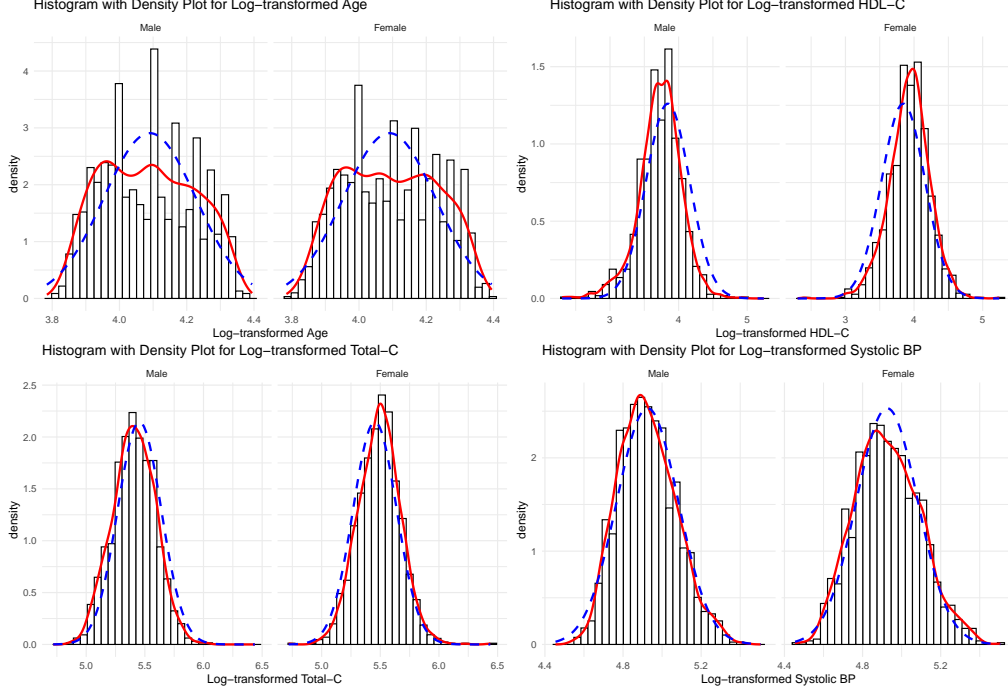 Histogram with Density Plot for Log−transformed Age
Male
Female
density
4
3
2
1
0
3.8 4.0 4.2 4.4 3.8 4.0 4.2 4.4
Log−transformed Age
Histogram with Density Plot for Log−transformed HDL−C
Male
Female
density
1.5
1.0
0.5
0.0
3 4 5 3 4 5
Log−transformed HDL−C
Histogram with Density Plot for Log−transformed Total−C
Male
Female
density
2.5
2.0
1.5
1.0
0.5
0.0
5.0 5.5 6.0 6.5 5.0 5.5 6.0 6.5
Log−transformed Total−C
Histogram with Density Plot for Log−transformed Systolic BP
Male
Female
density
2
1
0
4.4 4.8 5.2 4.4 4.8 5.2
Log−transformed Systolic BP